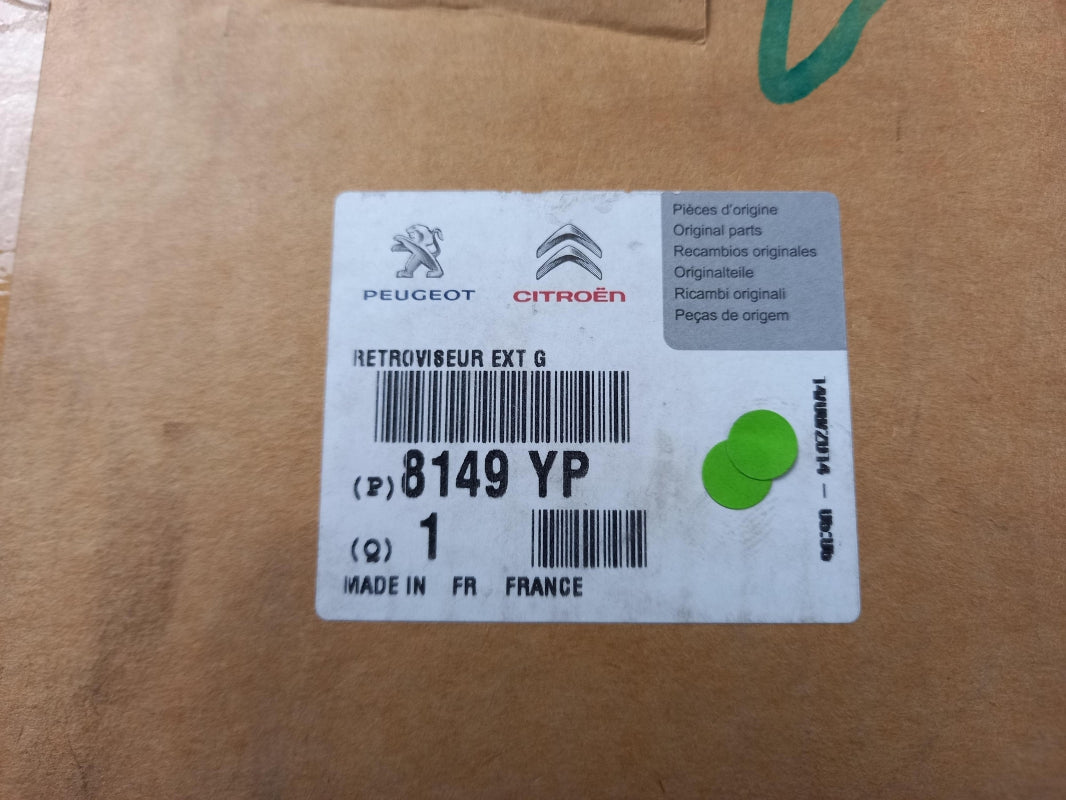 PEUGEOT
CITROËN
Pièces d'origine
Original parts
Recambios originales
Originalteile
Ricambi originali
Peças de origem
RETROVISEUR EXT G
(P) 8149 YP
(Q) 1
MADE IN FR FRANCE